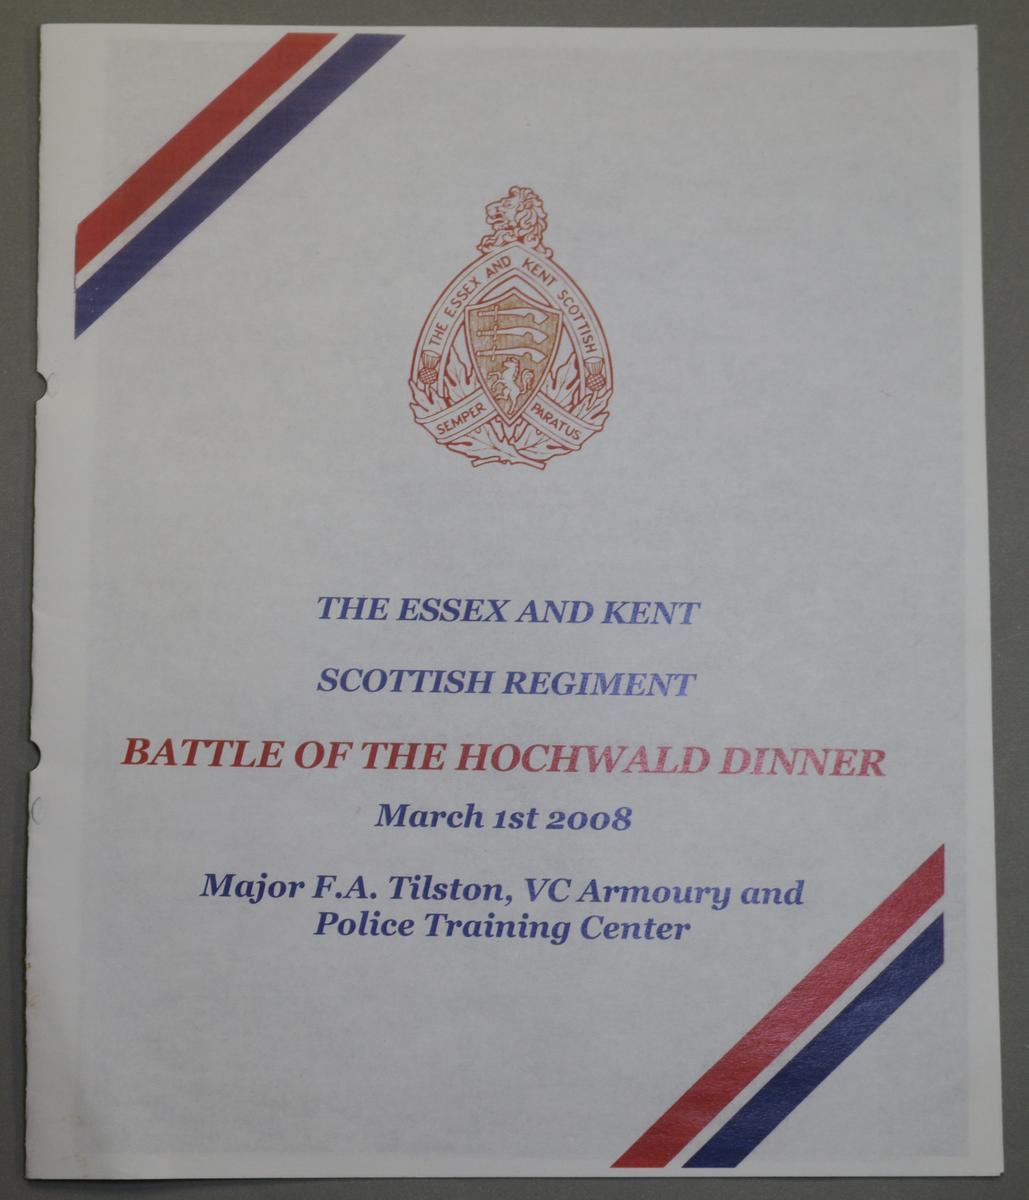 THE ESSEX AND KENT SCOTTISH
SEMPER PARATUS
THE ESSEX AND KENT
SCOTTISH REGIMENT
BATTLE OF THE HOCHWALD DINNER
March 1st 2008
Major F.A. Tilston, VC Armoury and
Police Training Center